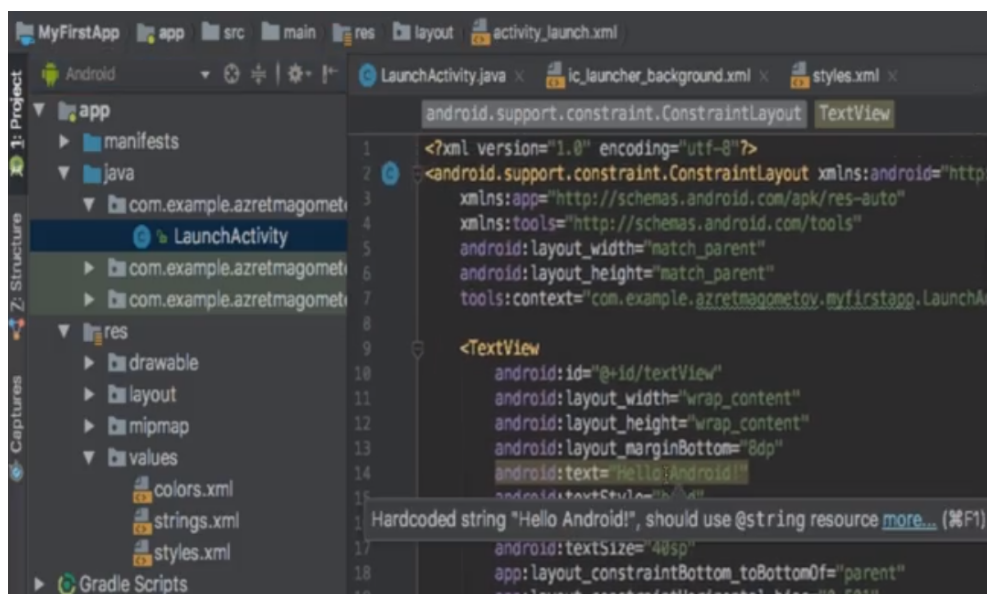 MyFirstApp app src main res layout activity_launch.xml
Android
LaunchActivity.java ic_launcher_background.xml styles.xml
android.support.constraint.ConstraintLayout TextView
1: Project
Z: Structure
Captures
app
manifests
java
com.example.azretmagomet
LaunchActivity
com.example.azretmagomet
com.example.azretmagomet
res
drawable
layout
mipmap
values
colors.xml
strings.xml
styles.xml
Gradle Scripts
1 <?xml version="1.0" encoding="utf-8"?>
2 <android.support.constraint.ConstraintLayout xmlns:android="http
3 xmlns:app="http://schemas.android.com/apk/res-auto"
4 xmlns:tools="http://schemas.android.com/tools"
5 android:layout_width="match_parent"
6 android:layout_height="match_parent"
7 tools:context="com.example.azretmagometov.myfirstapp.LaunchA
8
9 <TextView
10 android:id="@+id/textView"
11 android:layout_width="wrap_content"
12 android:layout_height="wrap_content"
13 android:layout_marginBottom="8dp"
14 android:text="Hello Android!"
15 android:textStyle="bold"
Hardcoded string "Hello Android!", should use @string resource more... (⌘F1)
17 android:textSize="40sp"
18 app:layout_constraintBottom_toBottomOf="parent"